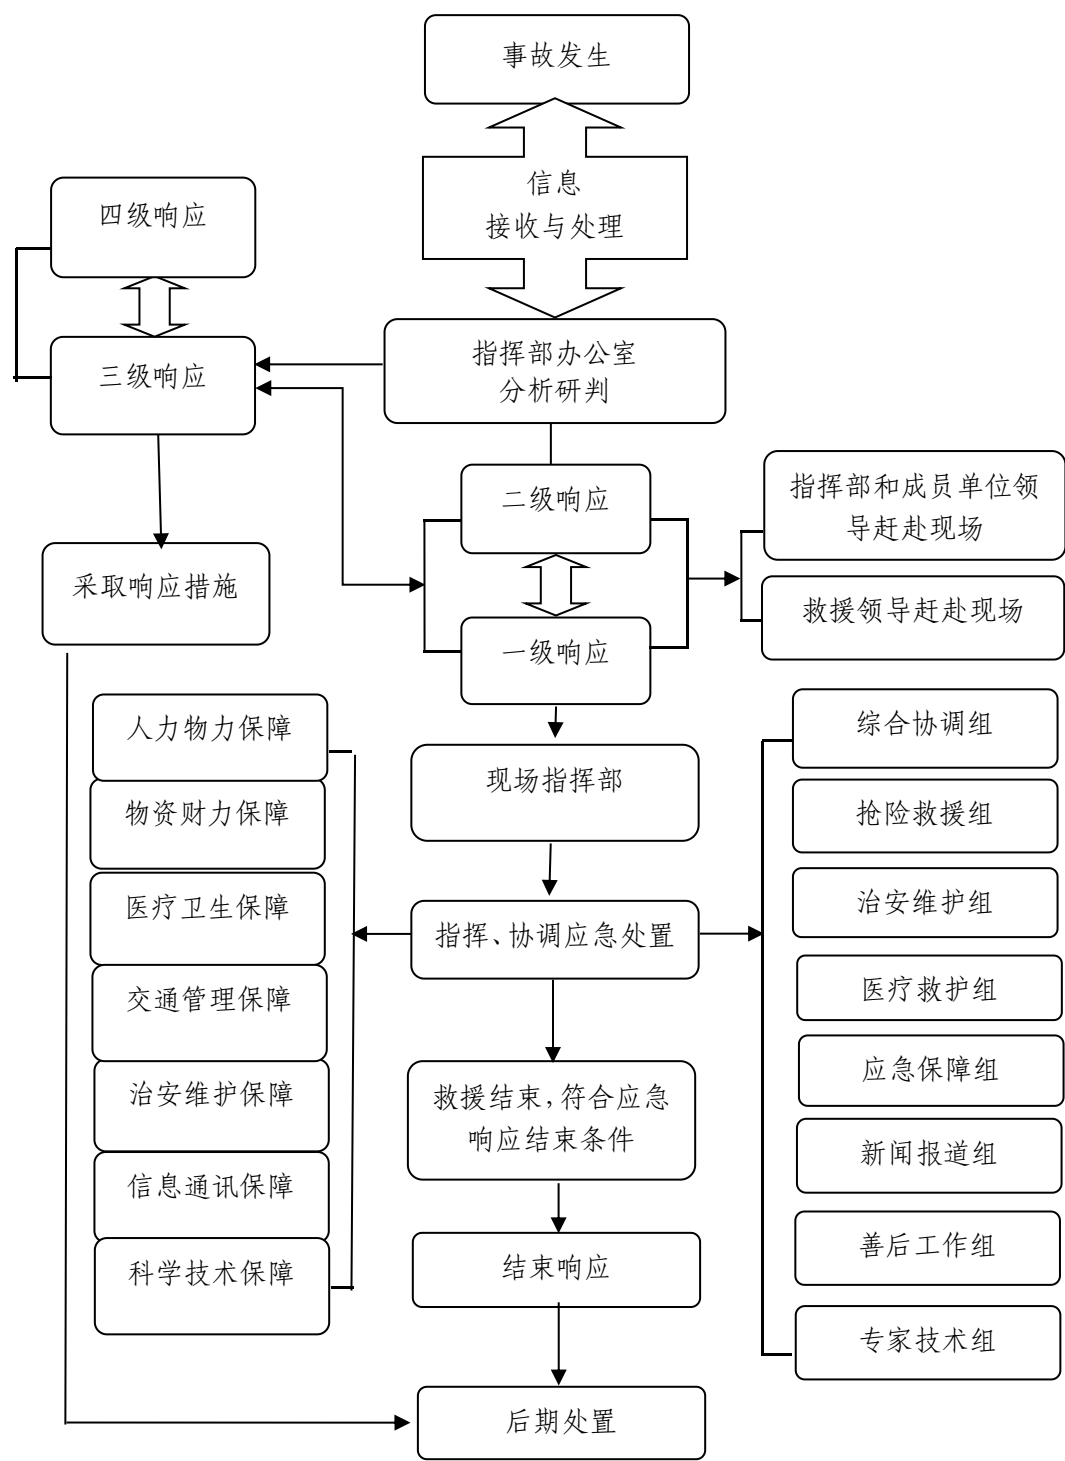 事故发生
信息
接收与处理
四级响应
三级响应
指挥部办公室
分析研判
二级响应
一级响应
指挥部和成员单位领
导赶赴现场
救援领导赶赴现场
采取响应措施
现场指挥部
指挥、协调应急处置
人力物力保障
物资财力保障
医疗卫生保障
交通管理保障
治安维护保障
信息通讯保障
科学技术保障
综合协调组
抢险救援组
治安维护组
医疗救护组
应急保障组
新闻报道组
善后工作组
专家技术组
救援结束，符合应急
响应结束条件
结束响应
后期处置